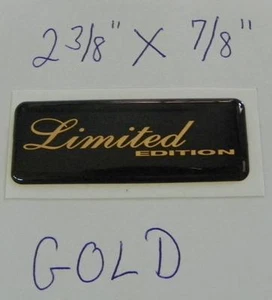 2 3/8" X 7/8"
Limited
EDITION
GOLD